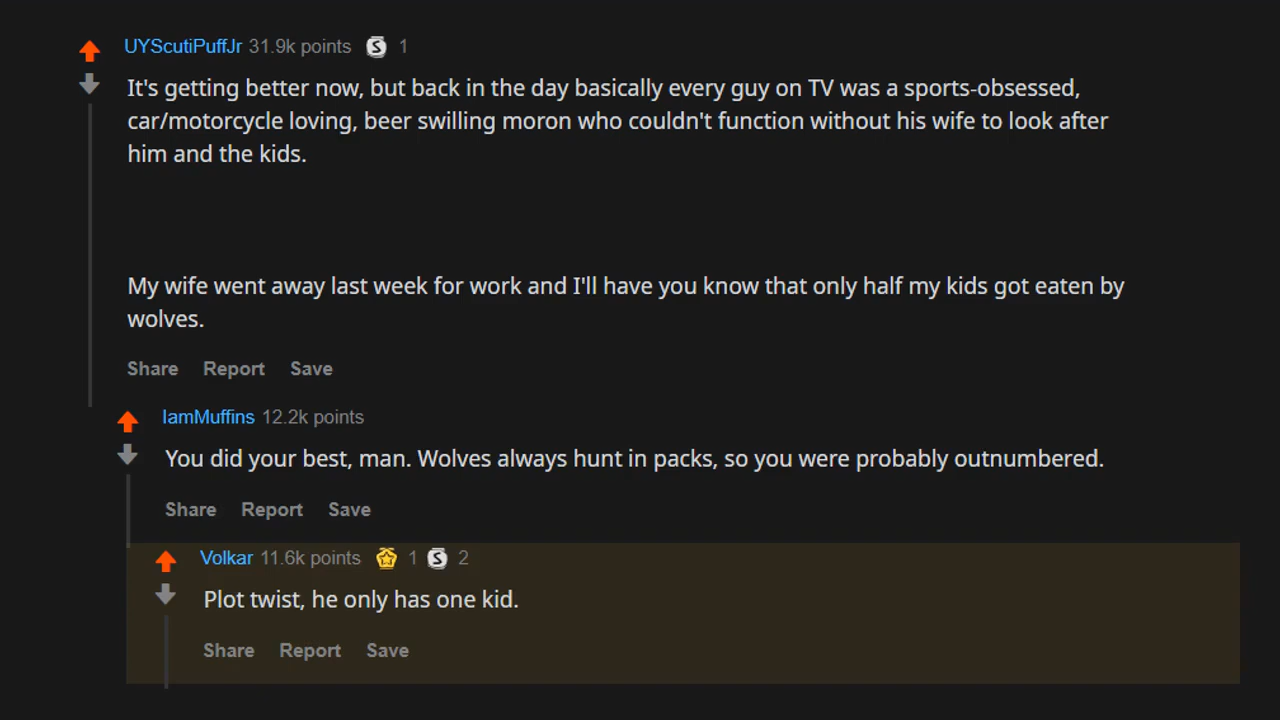 UYScutiPuffJr 31.9k points S 1
It's getting better now, but back in the day basically every guy on TV was a sports-obsessed,
car/motorcycle loving, beer swilling moron who couldn't function without his wife to look after
him and the kids.
My wife went away last week for work and I'll have you know that only half my kids got eaten by
wolves.
Share Report Save
IamMuffins 12.2k points
You did your best, man. Wolves always hunt in packs, so you were probably outnumbered.
Share Report Save
Volkar 11.6k points 1 S 2
Plot twist, he only has one kid.
Share Report Save